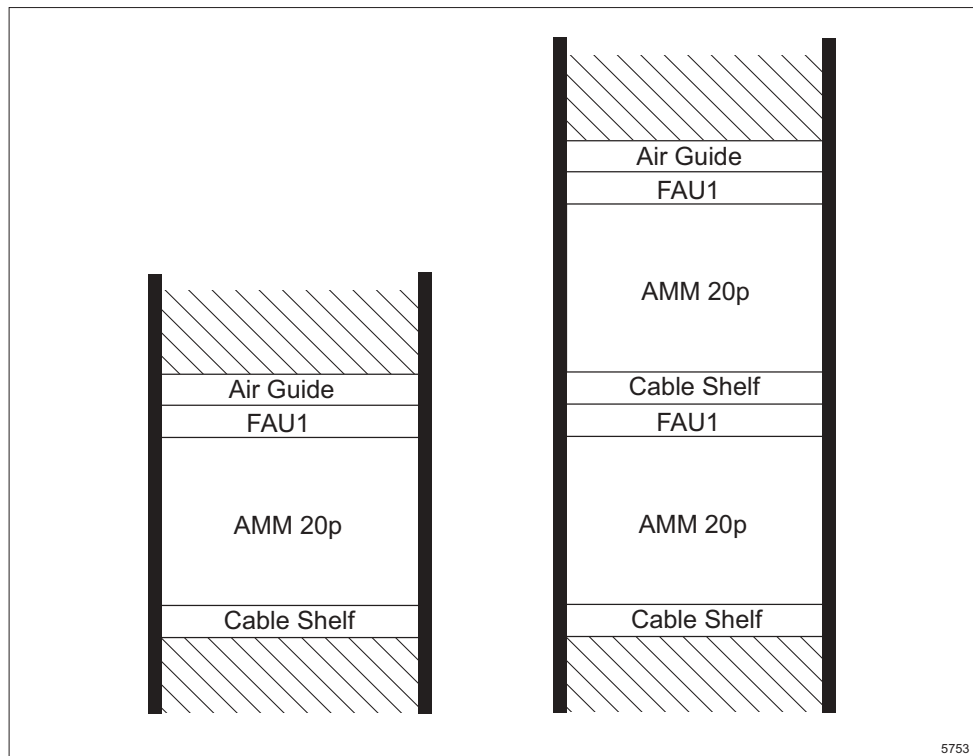 Air Guide
FAU1
AMM 20p
Cable Shelf
Air Guide
FAU1
AMM 20p
Cable Shelf
FAU1
AMM 20p
Cable Shelf
5753